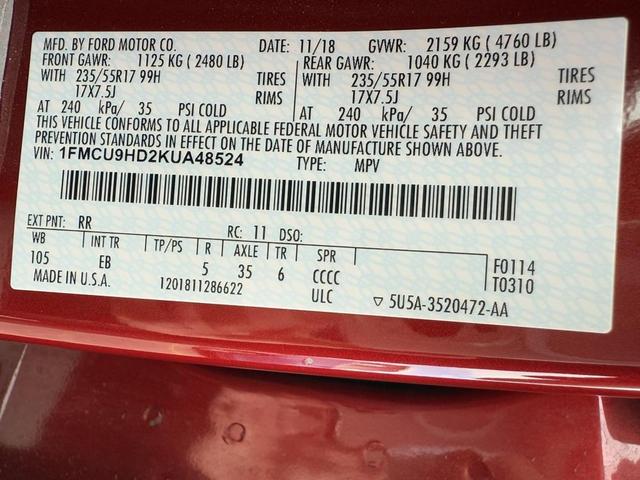 MFD. BY FORD MOTOR CO. DATE: 11/18 GVWR: 2159 KG ( 4760 LB)
FRONT GAWR: 1125 KG ( 2480 LB) REAR GAWR: 1040 KG ( 2293 LB)
WITH 235/55R17 99H TIRES WITH 235/55R17 99H TIRES
17X7.5J RIMS 17X7.5J RIMS
AT 240 kPa/ 35 PSI COLD AT 240 kPa/ 35 PSI COLD
THIS VEHICLE CONFORMS TO ALL APPLICABLE FEDERAL MOTOR VEHICLE SAFETY AND THEFT
PREVENTION STANDARDS IN EFFECT ON THE DATE OF MANUFACTURE SHOWN ABOVE.
VIN: 1FMCU9HD2KUA48524 TYPE: MPV
EXT PNT: RR RC: 11 DSO:
WB INT TR TP/PS R AXLE TR SPR
105 EB 5 35 6 CCCC F0114
MADE IN U.S.A. 1201811286622 ULC ▽ 5U5A-3520472-AA T0310